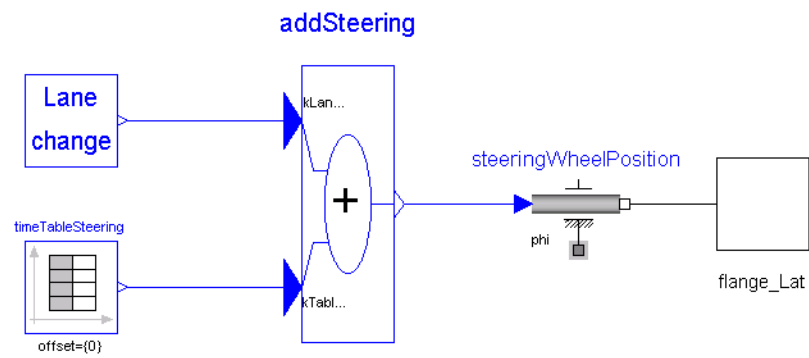 addSteering
Lane
change
kLan...
steeringWheelPosition
timeTableSteering
+
phi
kTabl...
flange_Lat
offset={0}